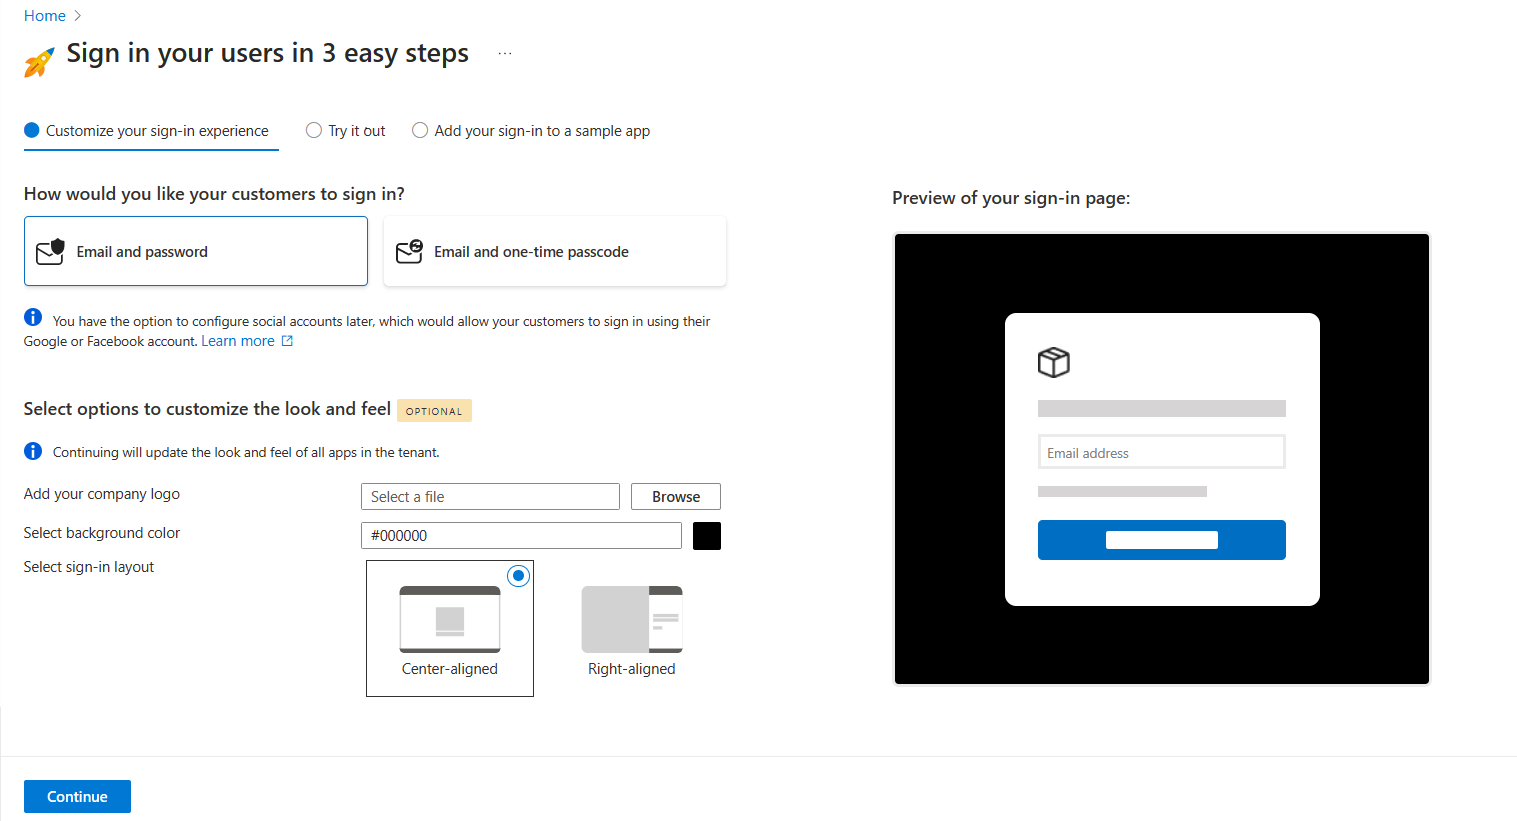 Home
Sign in your users in 3 easy steps
...
Customize your sign-in experience
Try it out
Add your sign-in to a sample app
How would you like your customers to sign in?
Email and password
Email and one-time passcode
You have the option to configure social accounts later, which would allow your customers to sign in using their
Google or Facebook account. Learn more
Select options to customize the look and feel OPTIONAL
Continuing will update the look and feel of all apps in the tenant.
Add your company logo
Select a file
Browse
Select background color
#000000
Select sign-in layout
Center-aligned
Right-aligned
Preview of your sign-in page:
Email address
Continue